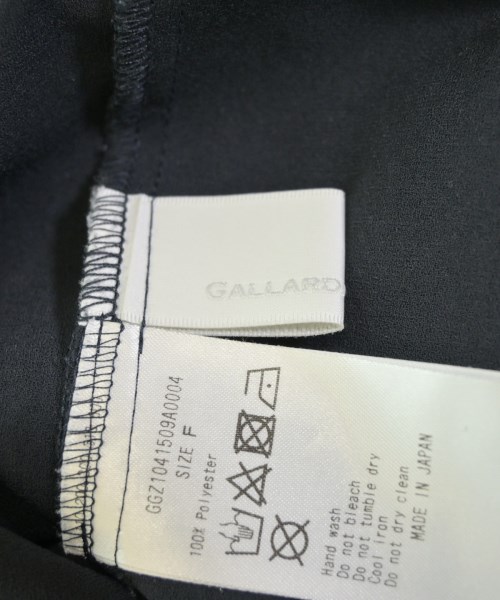 GALLARD
GGZ1041509A0004
SIZE F
100% Polyester
Hand wash
Do not bleach
Do not tumble dry
Cool iron
Do not dry clean
MADE IN JAPAN